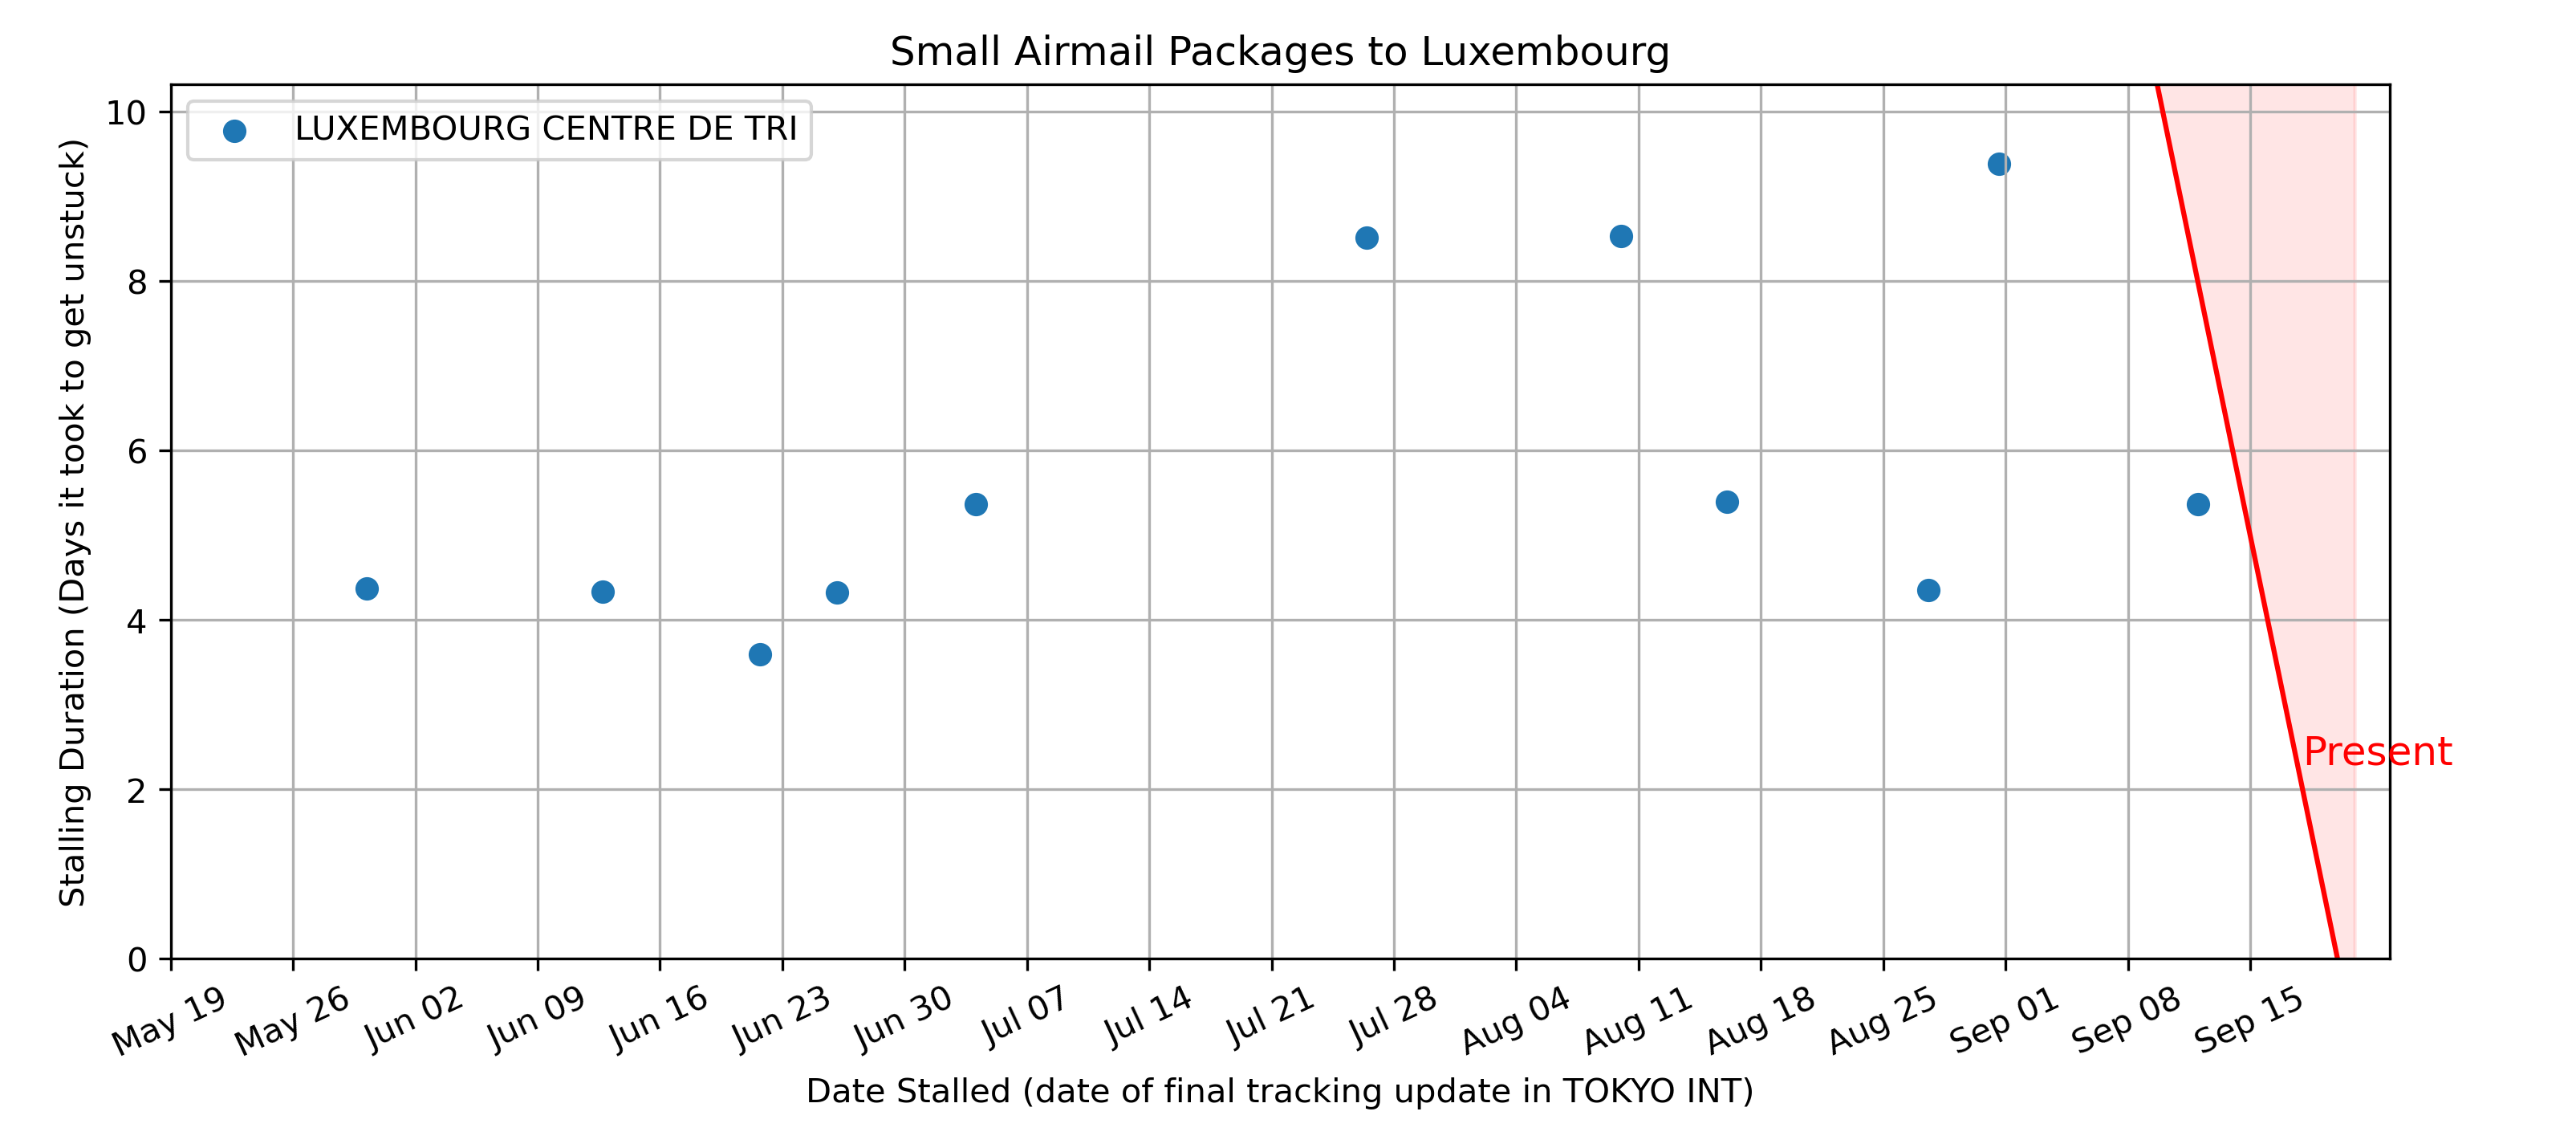 Small Airmail Packages to Luxembourg
LUXEMBOURG CENTRE DE TRI
Stalling Duration (Days it took to get unstuck)
10
8
6
4
2
0
Present
May 19
May 26
Jun 02
Jun 09
Jun 16
Jun 23
Jun 30
Jul 07
Jul 14
Jul 21
Jul 28
Aug 04
Aug 11
Aug 18
Aug 25
Sep 01
Sep 08
Sep 15
Date Stalled (date of final tracking update in TOKYO INT)